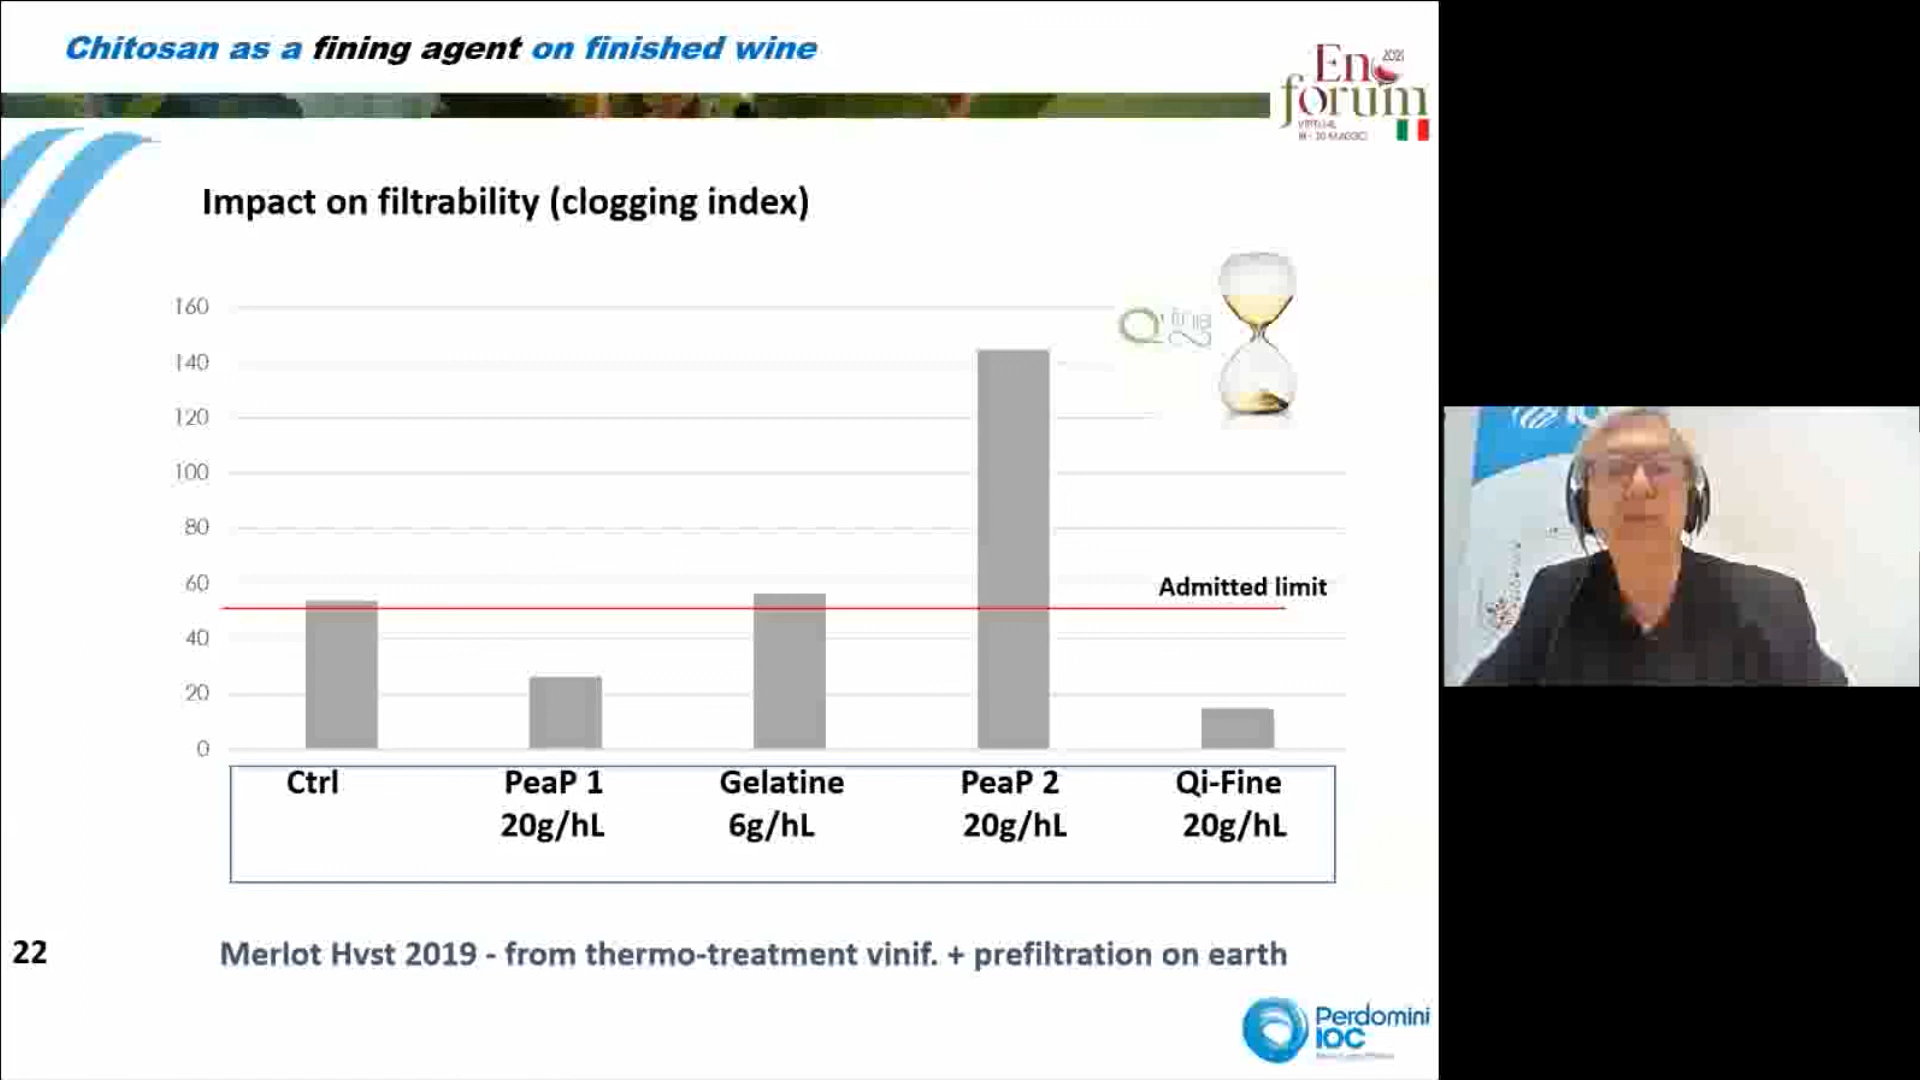 Chitosan as a fining agent on finished wine
2021
Eno
forum
Impact on filtrability (clogging index)
160
140
120
100
80
60
40
20
0
Admitted limit
Ctrl PeaP 1 Gelatine PeaP 2 Qi-Fine
20g/hL 6g/hL 20g/hL 20g/hL
22
Merlot Hvst 2019 - from thermo-treatment vinif. + prefiltration on earth
Perdomini
IOC